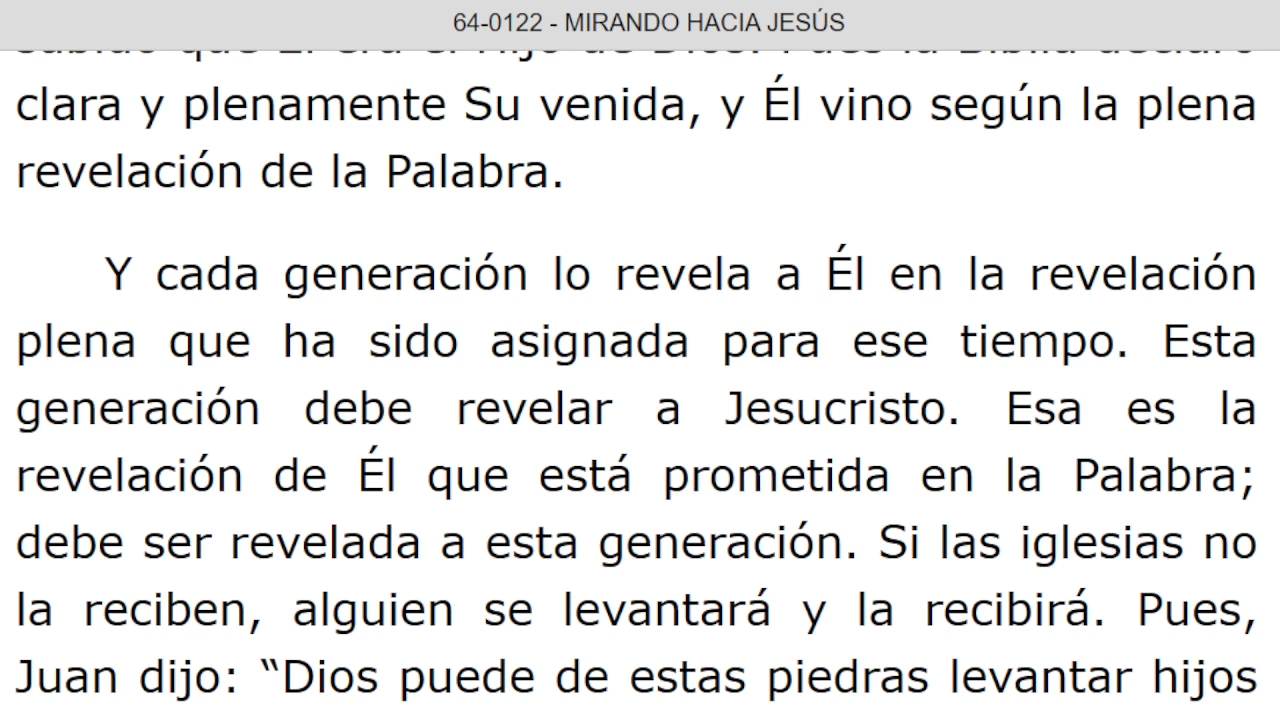 64-0122 - MIRANDO HACIA JESÚS
clara y plenamente Su venida, y Él vino según la plena
revelación de la Palabra.
Y cada generación lo revela a Él en la revelación
plena que ha sido asignada para ese tiempo. Esta
generación debe revelar a Jesucristo. Esa es la
revelación de Él que está prometida en la Palabra;
debe ser revelada a esta generación. Si las iglesias no
la reciben, alguien se levantará y la recibirá. Pues,
Juan dijo: “Dios puede de estas piedras levantar hijos